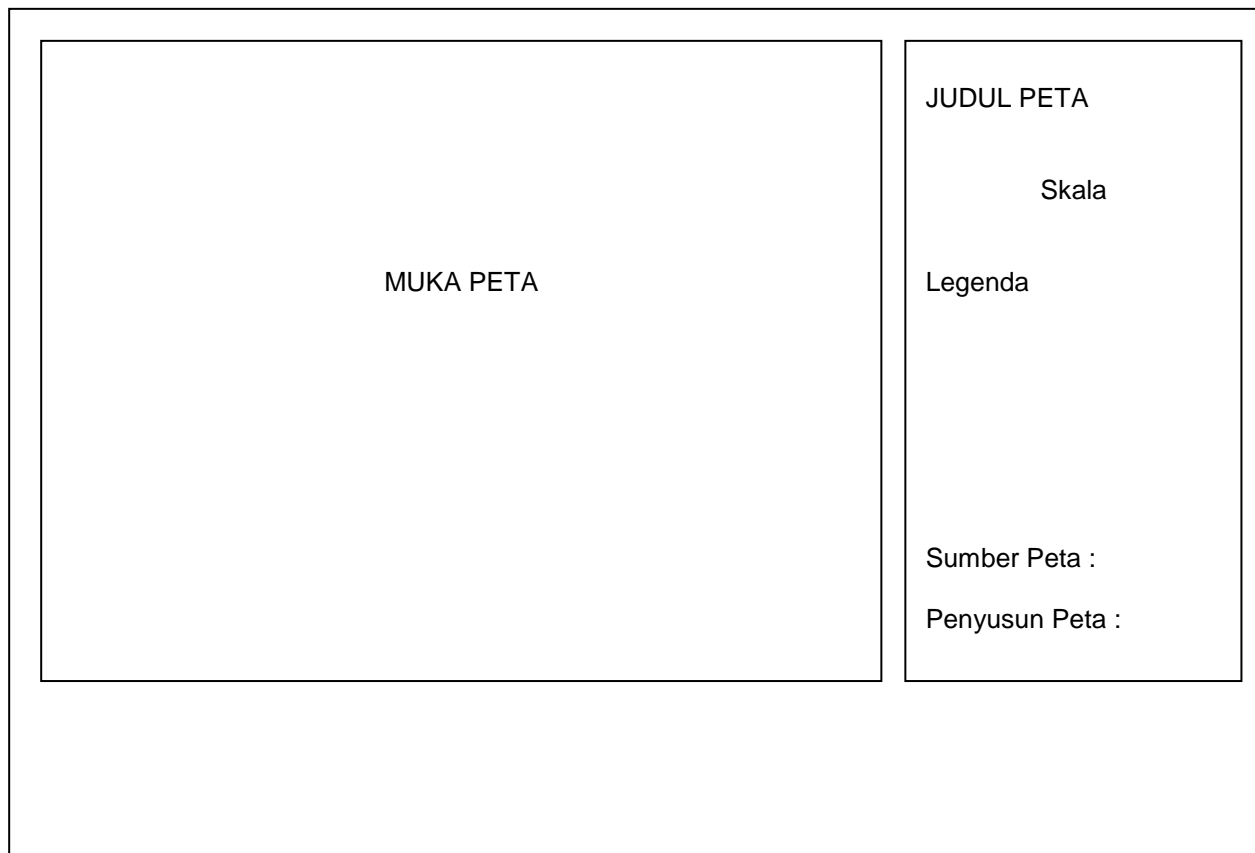 JUDUL PETA
Skala
MUKA PETA
Legenda
Sumber Peta :
Penyusun Peta :